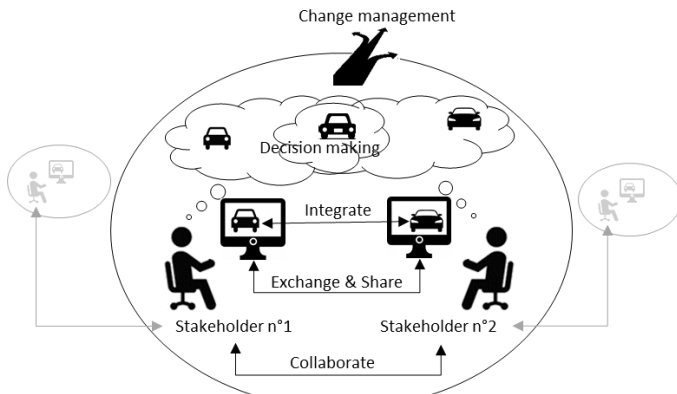 Change management
Decision making
Integrate
Exchange & Share
Stakeholder n°1
Stakeholder n°2
Collaborate